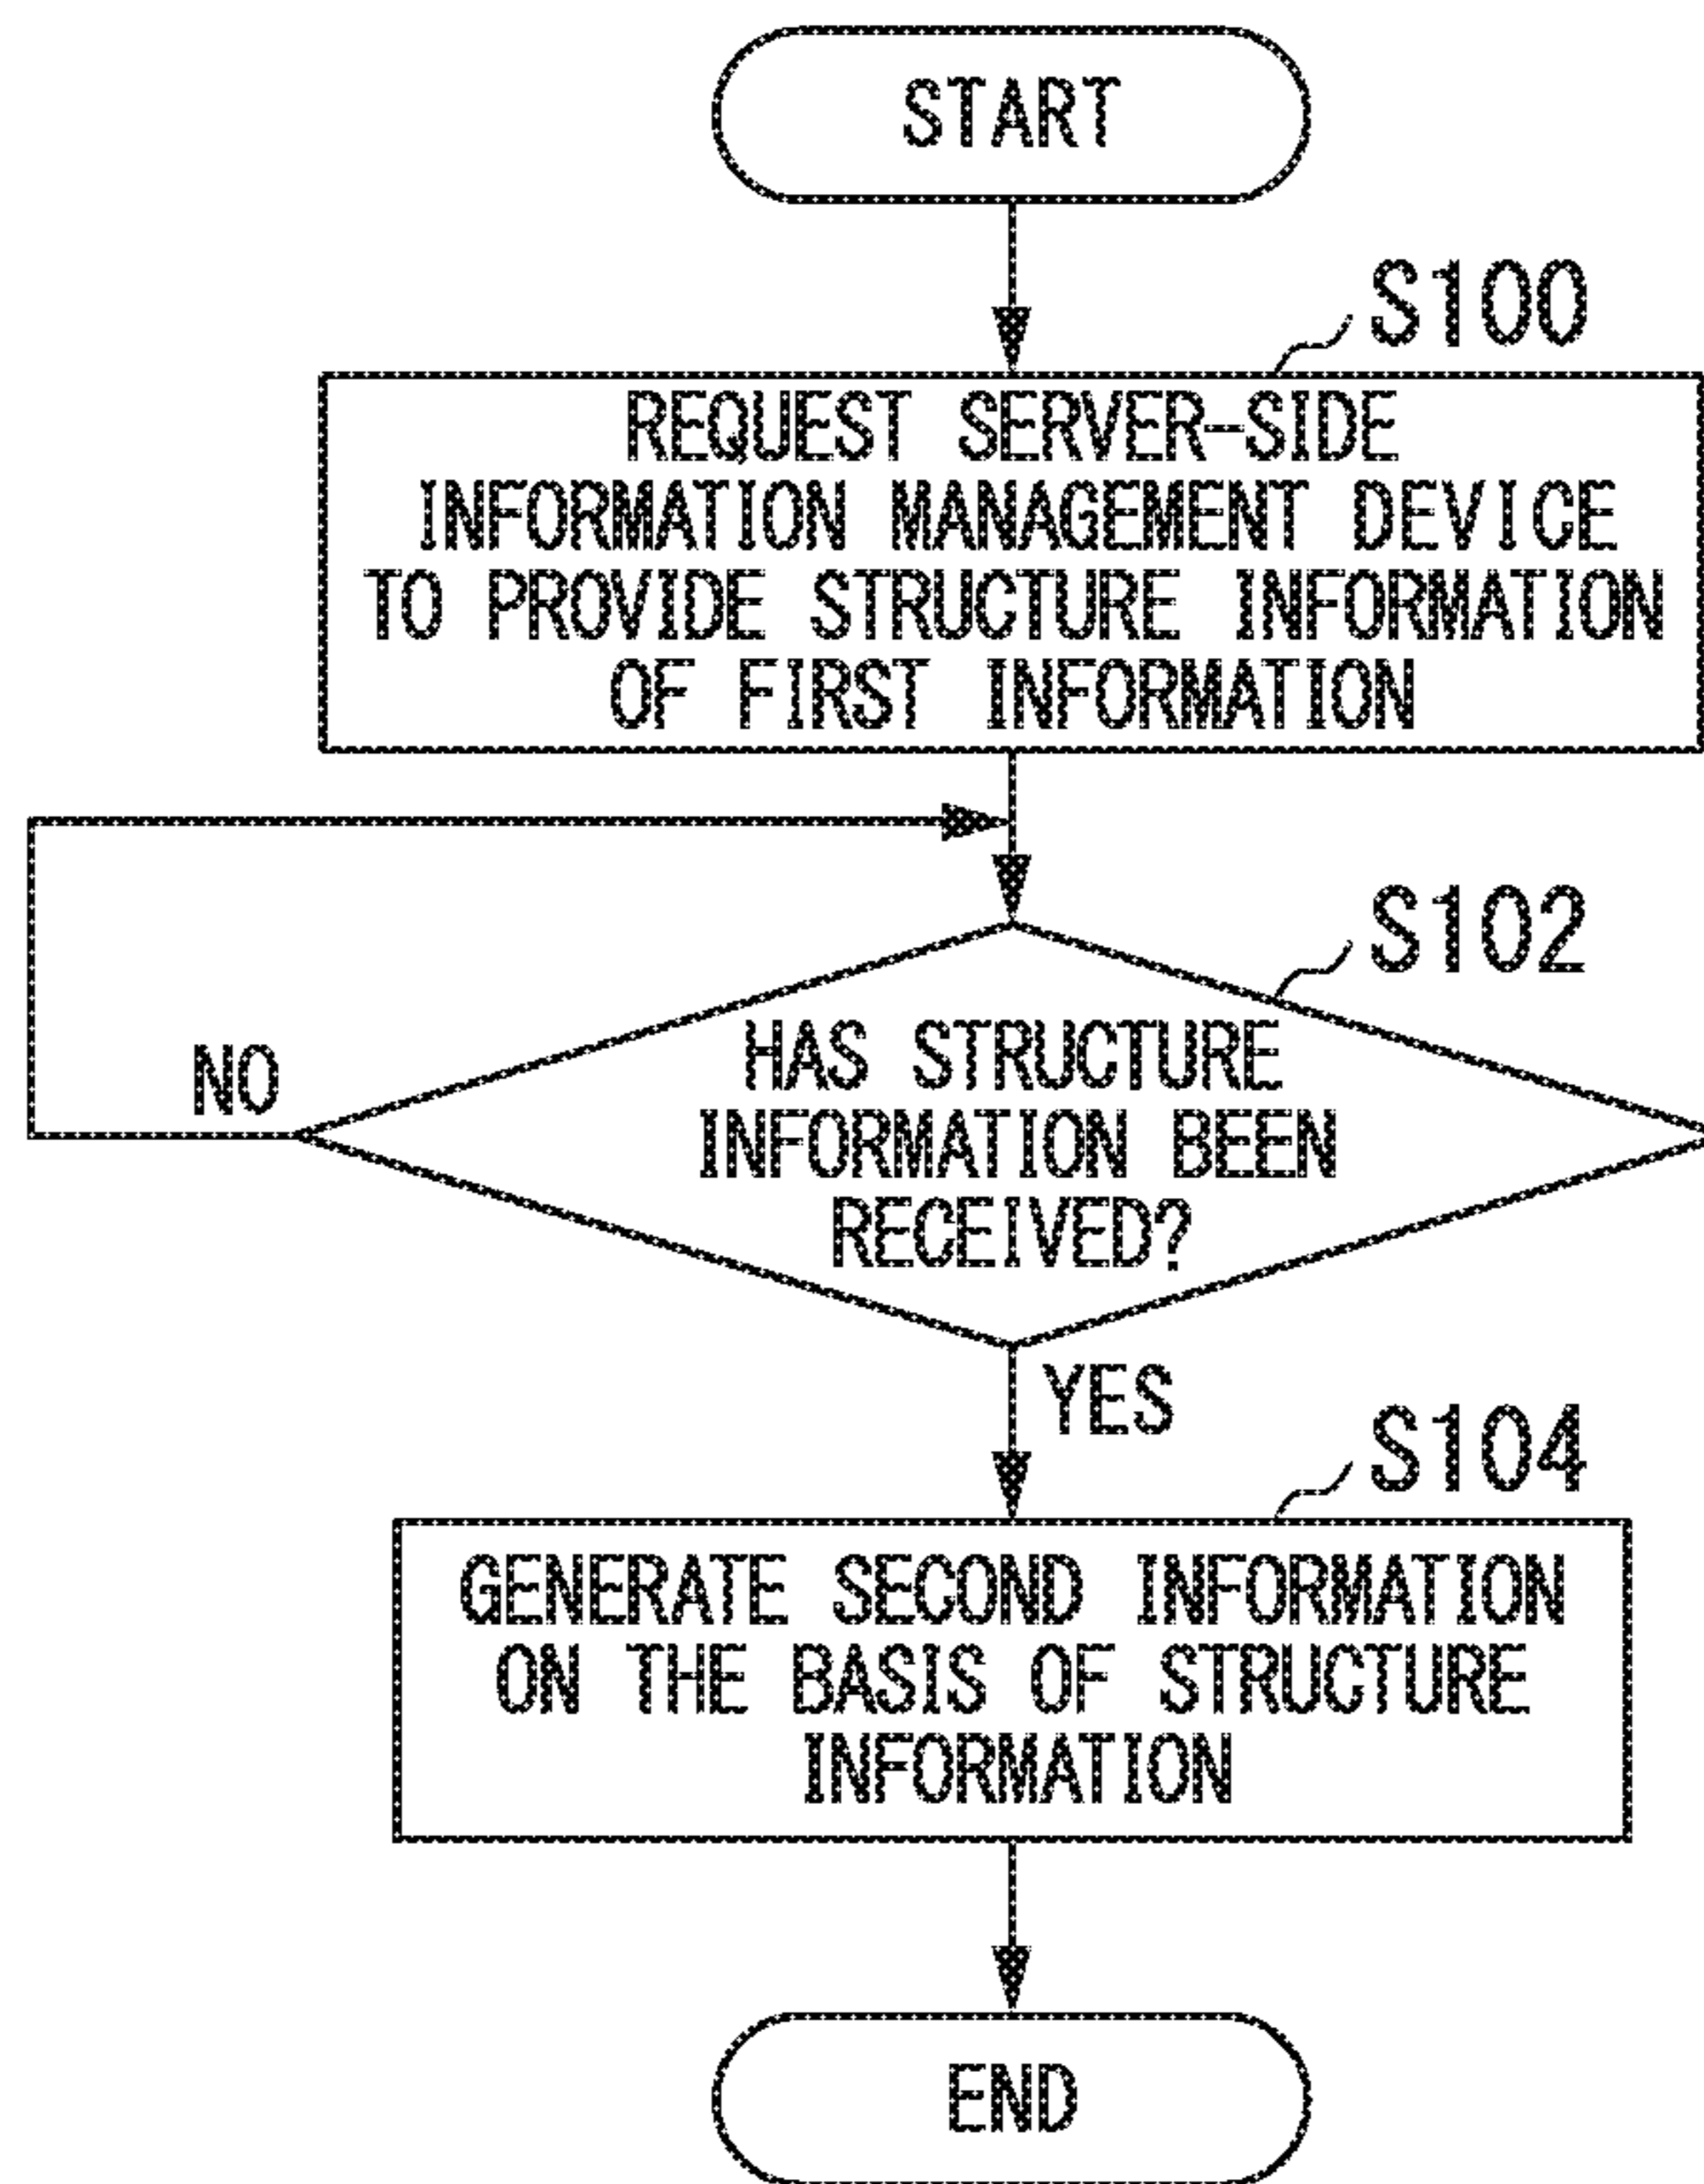 START
S100
REQUEST SERVER-SIDE
INFORMATION MANAGEMENT DEVICE
TO PROVIDE STRUCTURE INFORMATION
OF FIRST INFORMATION
S102
HAS STRUCTURE
INFORMATION BEEN
RECEIVED?
NO
YES
S104
GENERATE SECOND INFORMATION
ON THE BASIS OF STRUCTURE
INFORMATION
END